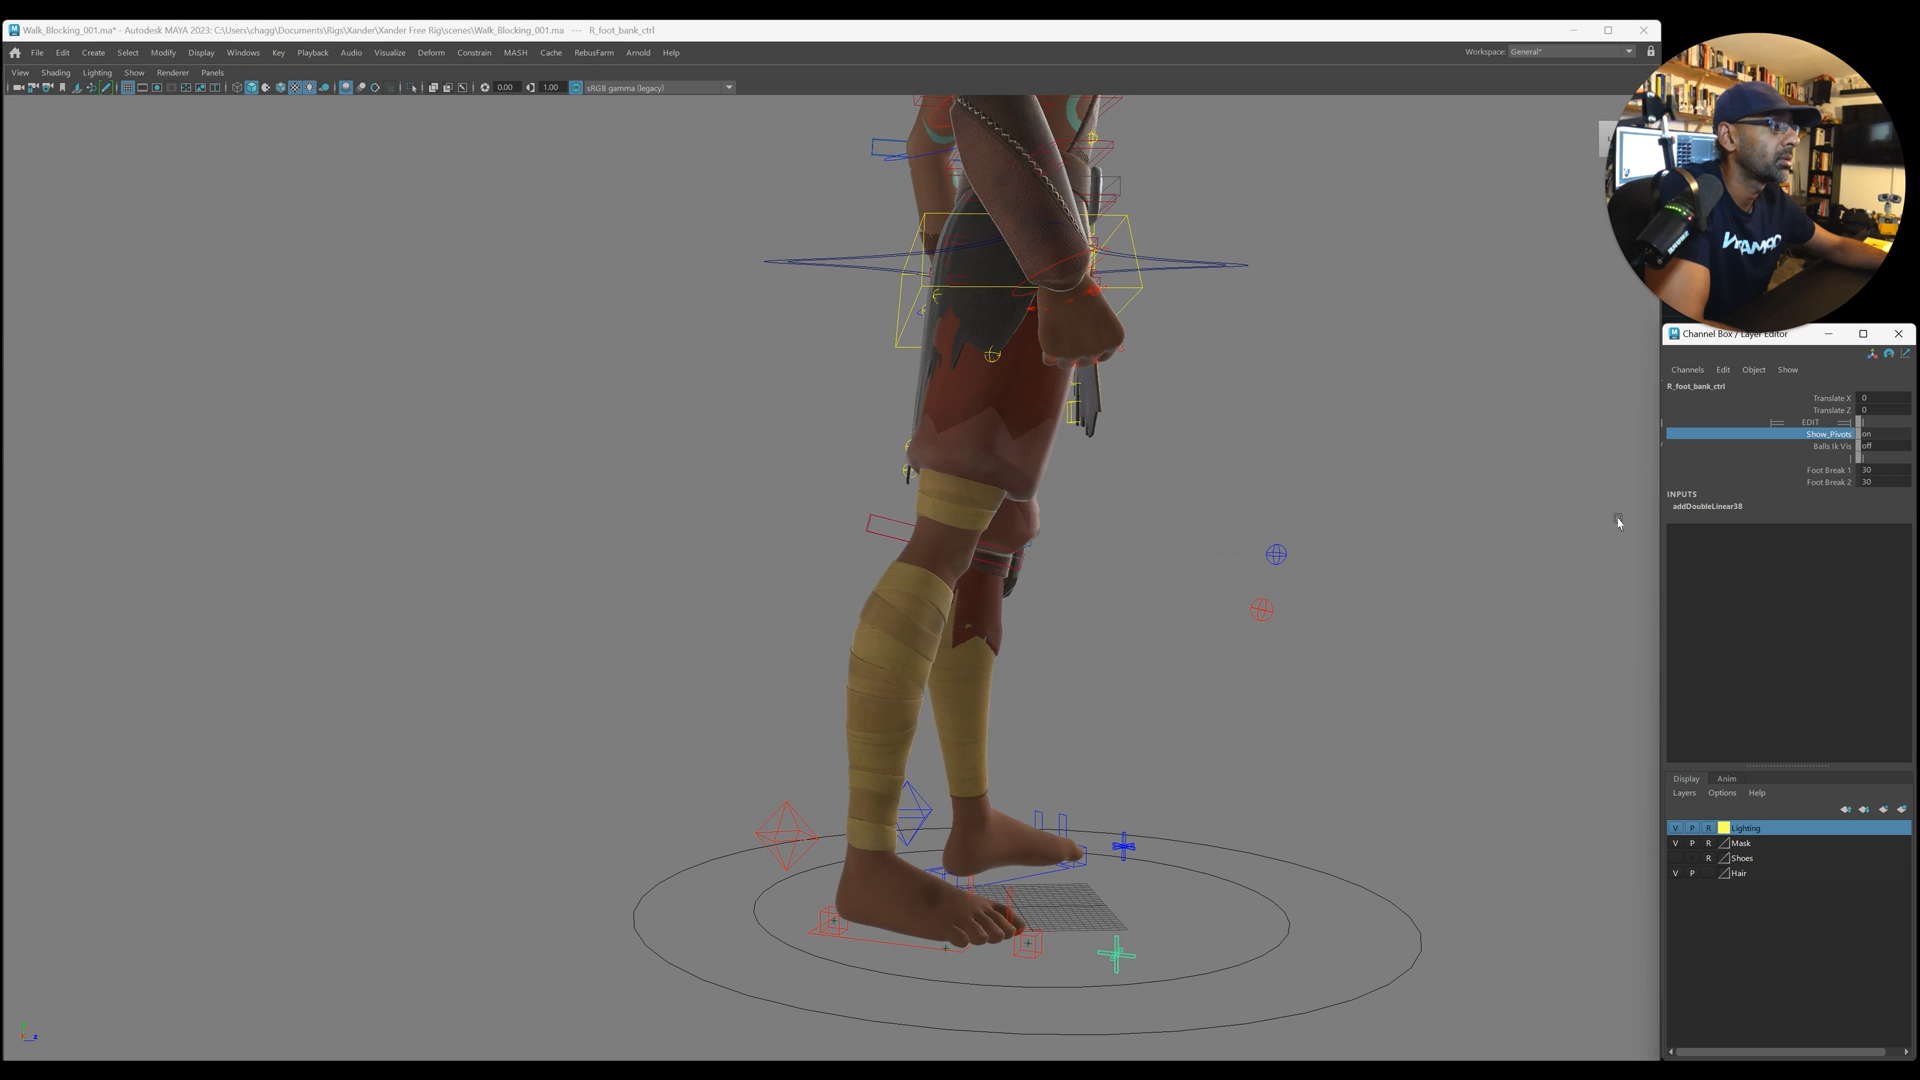 Walk_Blocking_001.ma* - Autodesk MAYA 2023: C:\Users\chagg\Documents\Rigs\Xander\Xander Free Rig\scenes\Walk_Blocking_001.ma --- R_foot_bank_ctrl
File Edit Create Select Modify Display Windows Key Playback Audio Visualize Deform Constrain MASH Cache RebusFarm Arnold Help
Workspace: General*
View Shading Lighting Show Renderer Panels
0.00 1.00 sRGB gamma (legacy)
Channel Box / Layer Editor
Channels Edit Object Show
R_foot_bank_ctrl
Translate X 0
Translate Z 0
EDIT
Show_Pivots on
Balls Ik Vis off
Foot Break 1 30
Foot Break 2 30
INPUTS
addDoubleLinear38
Display Anim
Layers Options Help
V P R Lighting
V P R Mask
R Shoes
V P Hair
z